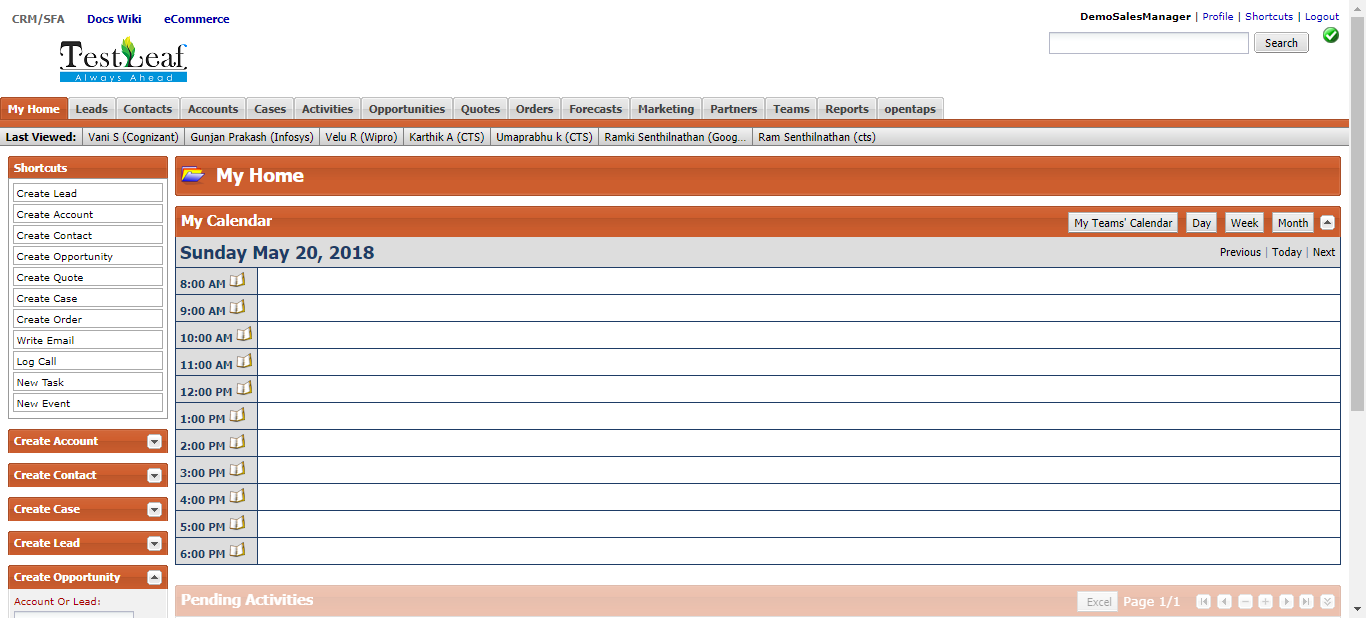 CRM/SFA Docs Wiki eCommerce
DemoSalesManager | Profile | Shortcuts | Logout
Search
TestLeaf
Always Ahead
My Home Leads Contacts Accounts Cases Activities Opportunities Quotes Orders Forecasts Marketing Partners Teams Reports opentaps
Last Viewed: Vani S (Cognizant) Gunjan Prakash (Infosys) Velu R (Wipro) Karthik A (CTS) Umaprabhu k (CTS) Ramki Senthilnathan (Goog... Ram Senthilnathan (cts)
Shortcuts
Create Lead
Create Account
Create Contact
Create Opportunity
Create Quote
Create Case
Create Order
Write Email
Log Call
New Task
New Event
Create Account
Create Contact
Create Case
Create Lead
Create Opportunity
Account Or Lead:
My Home
My Calendar My Teams' Calendar Day Week Month
Sunday May 20, 2018 Previous | Today | Next
8:00 AM
9:00 AM
10:00 AM
11:00 AM
12:00 PM
1:00 PM
2:00 PM
3:00 PM
4:00 PM
5:00 PM
6:00 PM
Pending Activities Excel Page 1/1